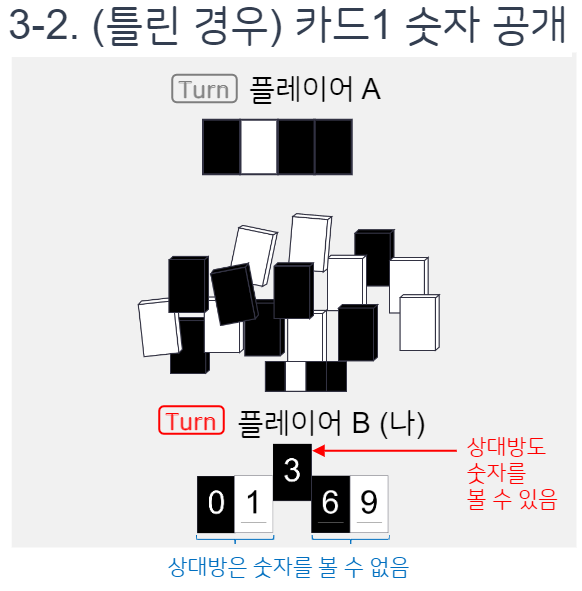 3-2. (틀린 경우) 카드1 숫자 공개
Turn 플레이어 A
Turn 플레이어 B (나)
3
상대방도
숫자를
볼 수 있음
0 1 6 9
상대방은 숫자를 볼 수 없음